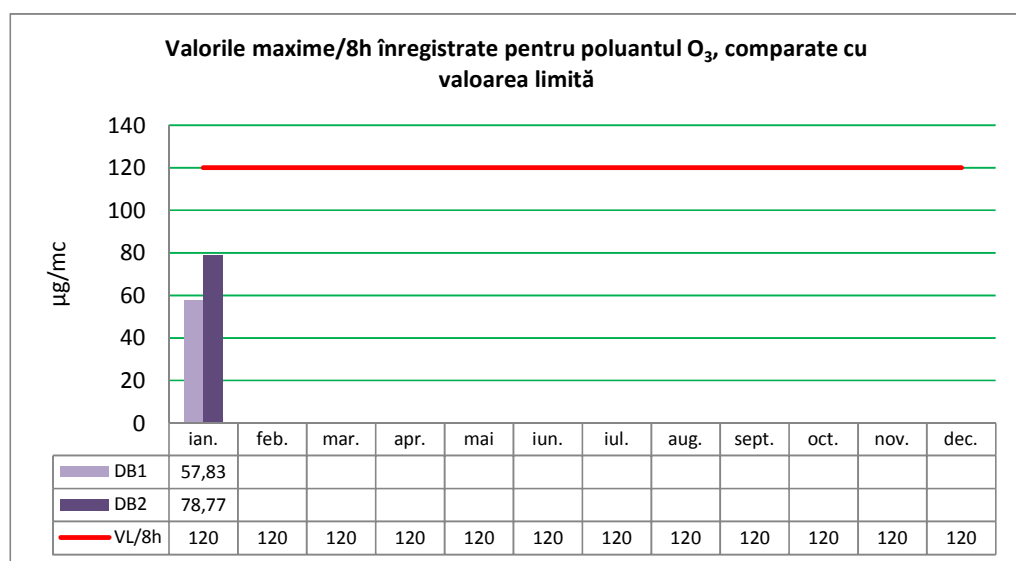 Valorile maxime/8h înregistrate pentru poluantul O₃, comparate cu
valoarea limită
µg/mc
140
120
100
80
60
40
20
0
ian. feb. mar. apr. mai iun. iul. aug. sept. oct. nov. dec.
DB1 57,83
DB2 78,77
VL/8h 120 120 120 120 120 120 120 120 120 120 120 120